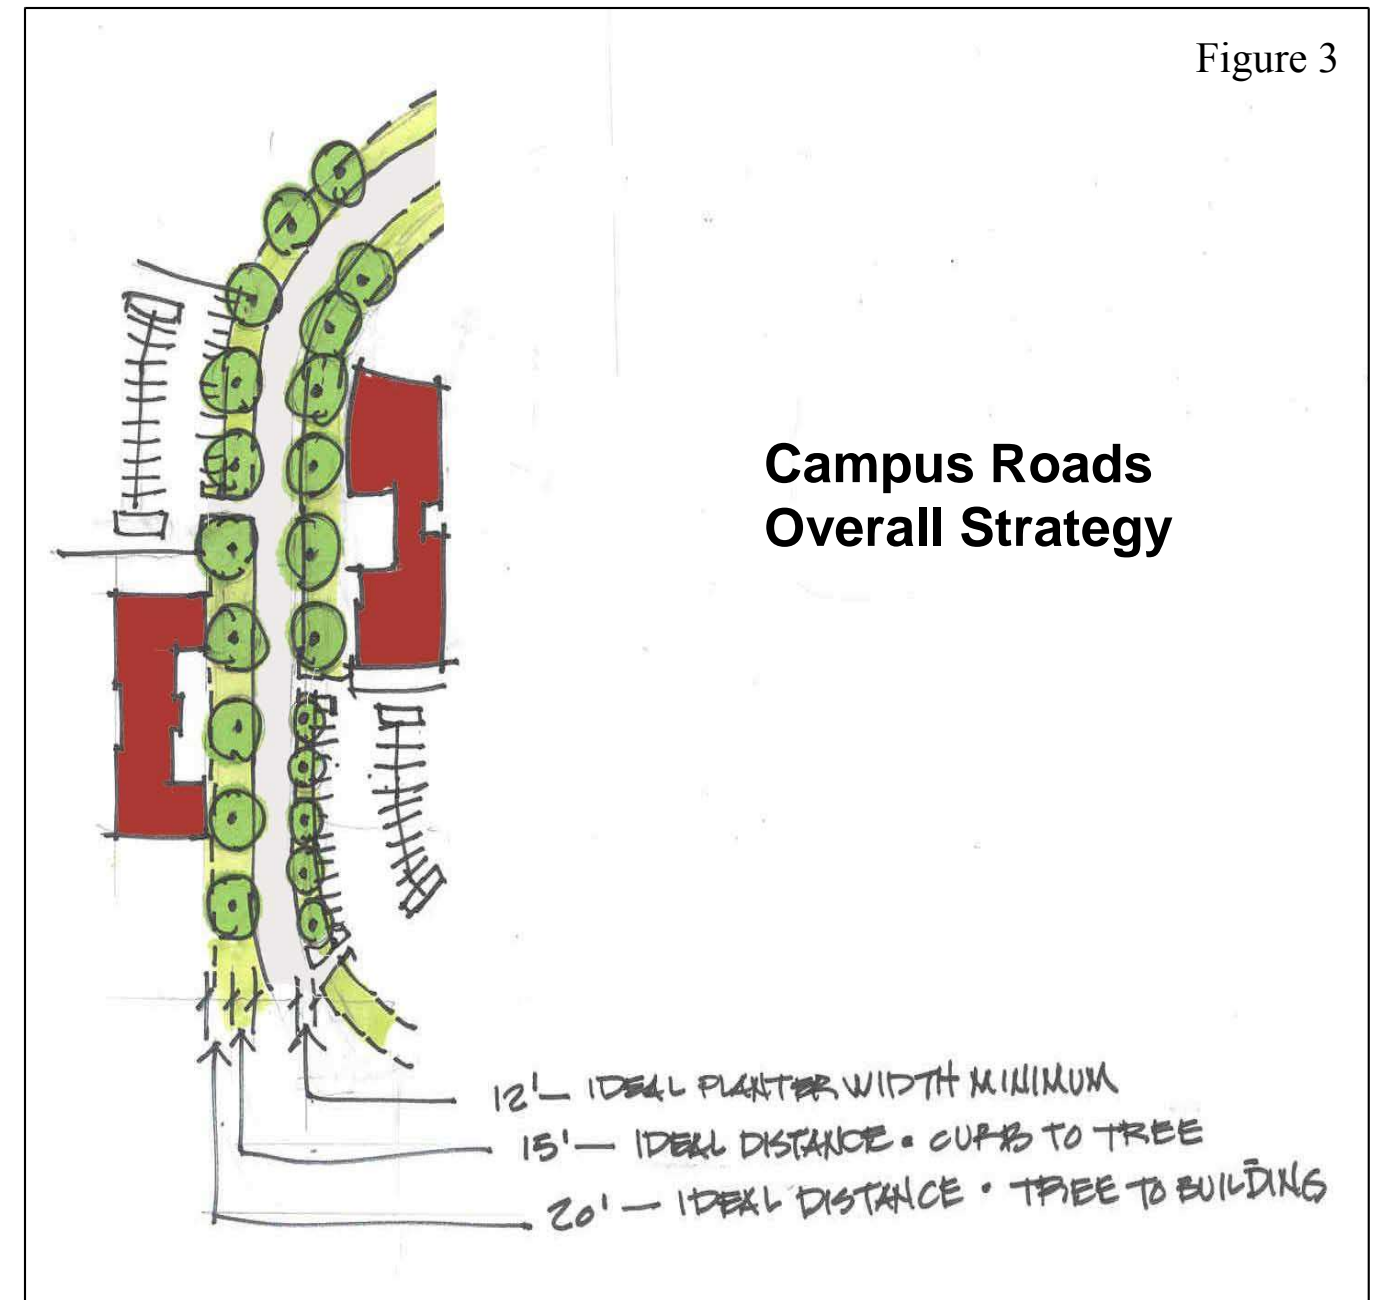 Figure 3
Campus Roads
Overall Strategy
12' — IDEAL PLANTER WIDTH MINIMUM
15' — IDEAL DISTANCE • CURB TO TREE
20' — IDEAL DISTANCE • TREE TO BUILDING